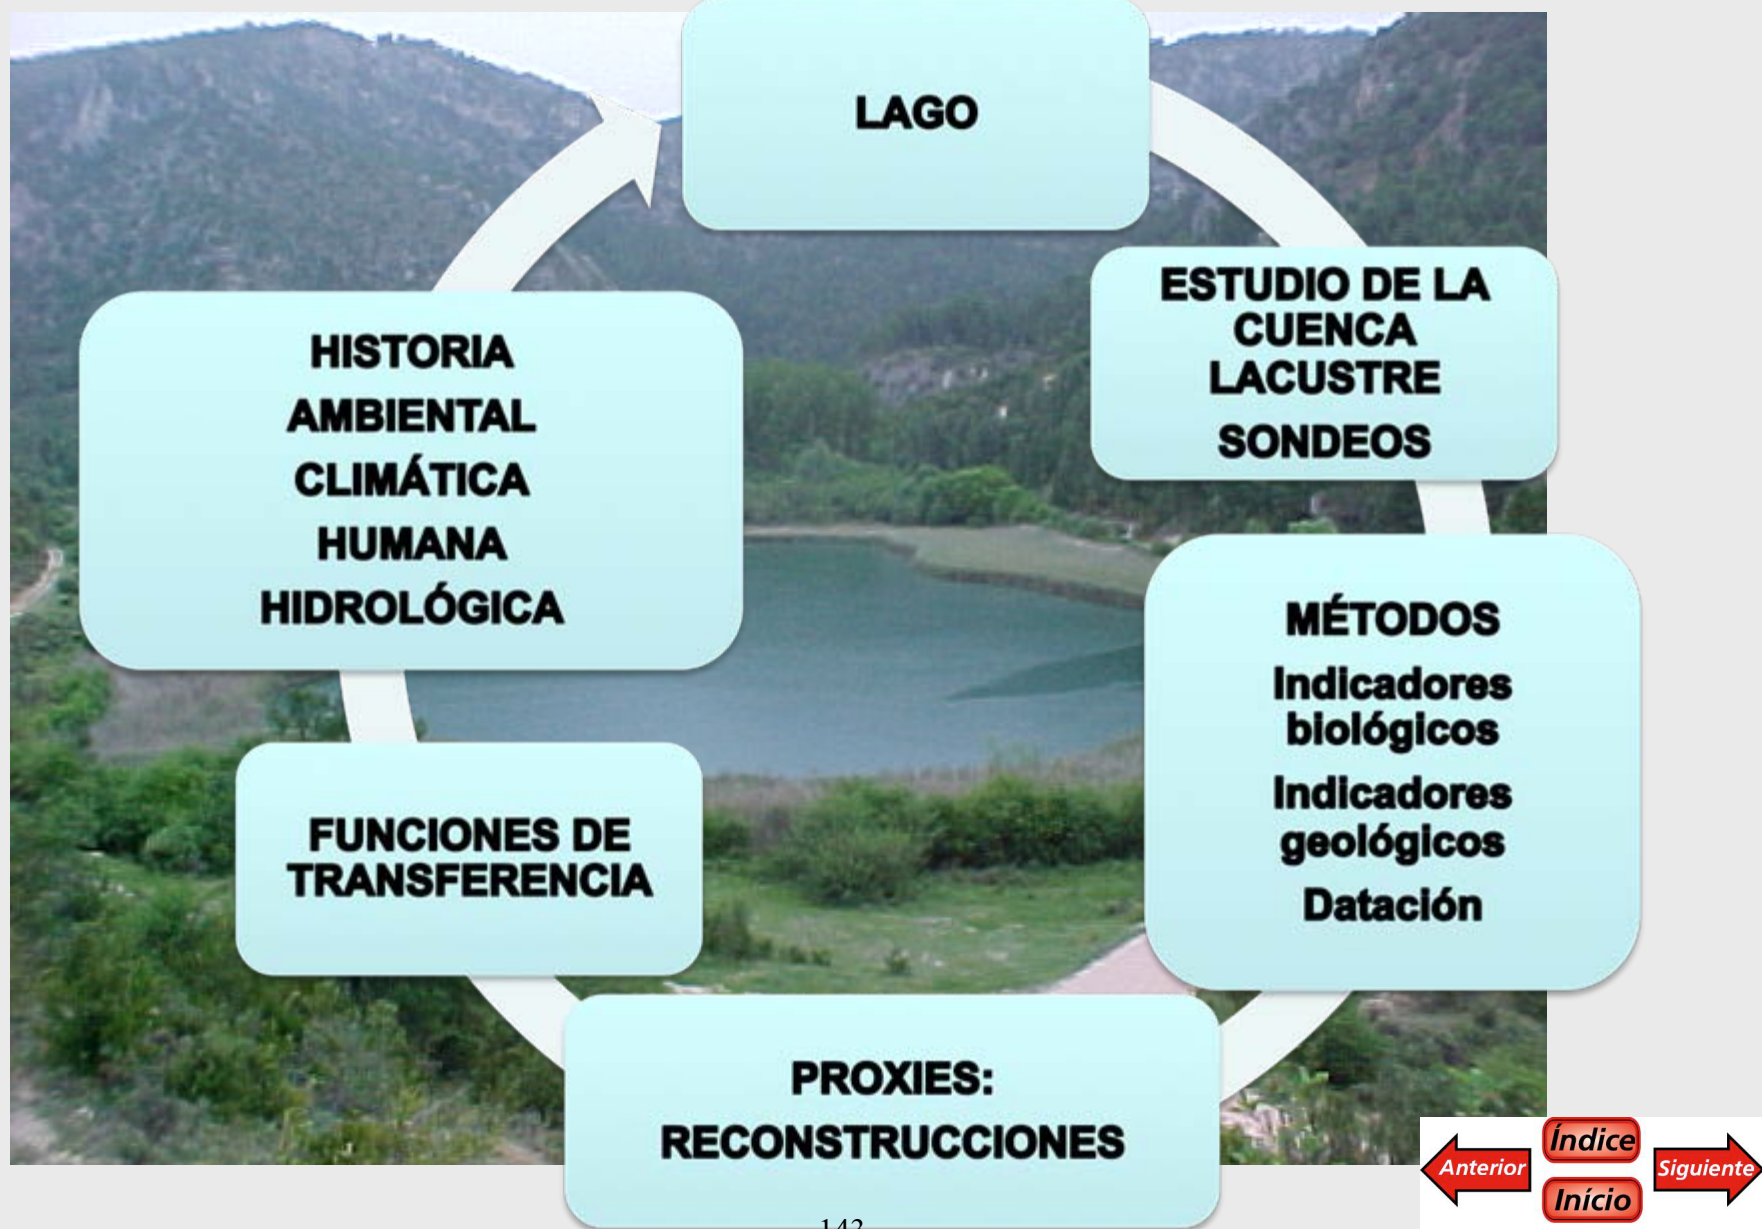 LAGO
ESTUDIO DE LA
CUENCA
LACUSTRE
SONDEOS
MÉTODOS
Indicadores
biológicos
Indicadores
geológicos
Datación
PROXIES:
RECONSTRUCCIONES
FUNCIONES DE
TRANSFERENCIA
HISTORIA
AMBIENTAL
CLIMÁTICA
HUMANA
HIDROLÓGICA
142
Anterior
Índice
Siguiente
Início